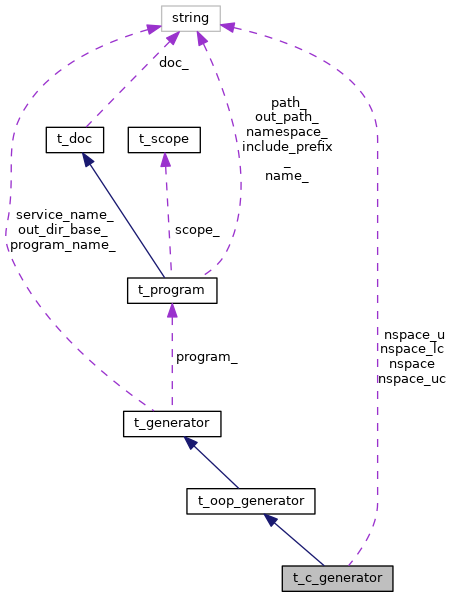 string
doc_
path_
out_path_
namespace_
include_prefix
_
name_
t_doc
t_scope
service_name_
out_dir_base_
program_name_
scope_
t_program
nspace_u
nspace_lc
nspace
nspace_uc
program_
t_generator
t_oop_generator
t_c_generator